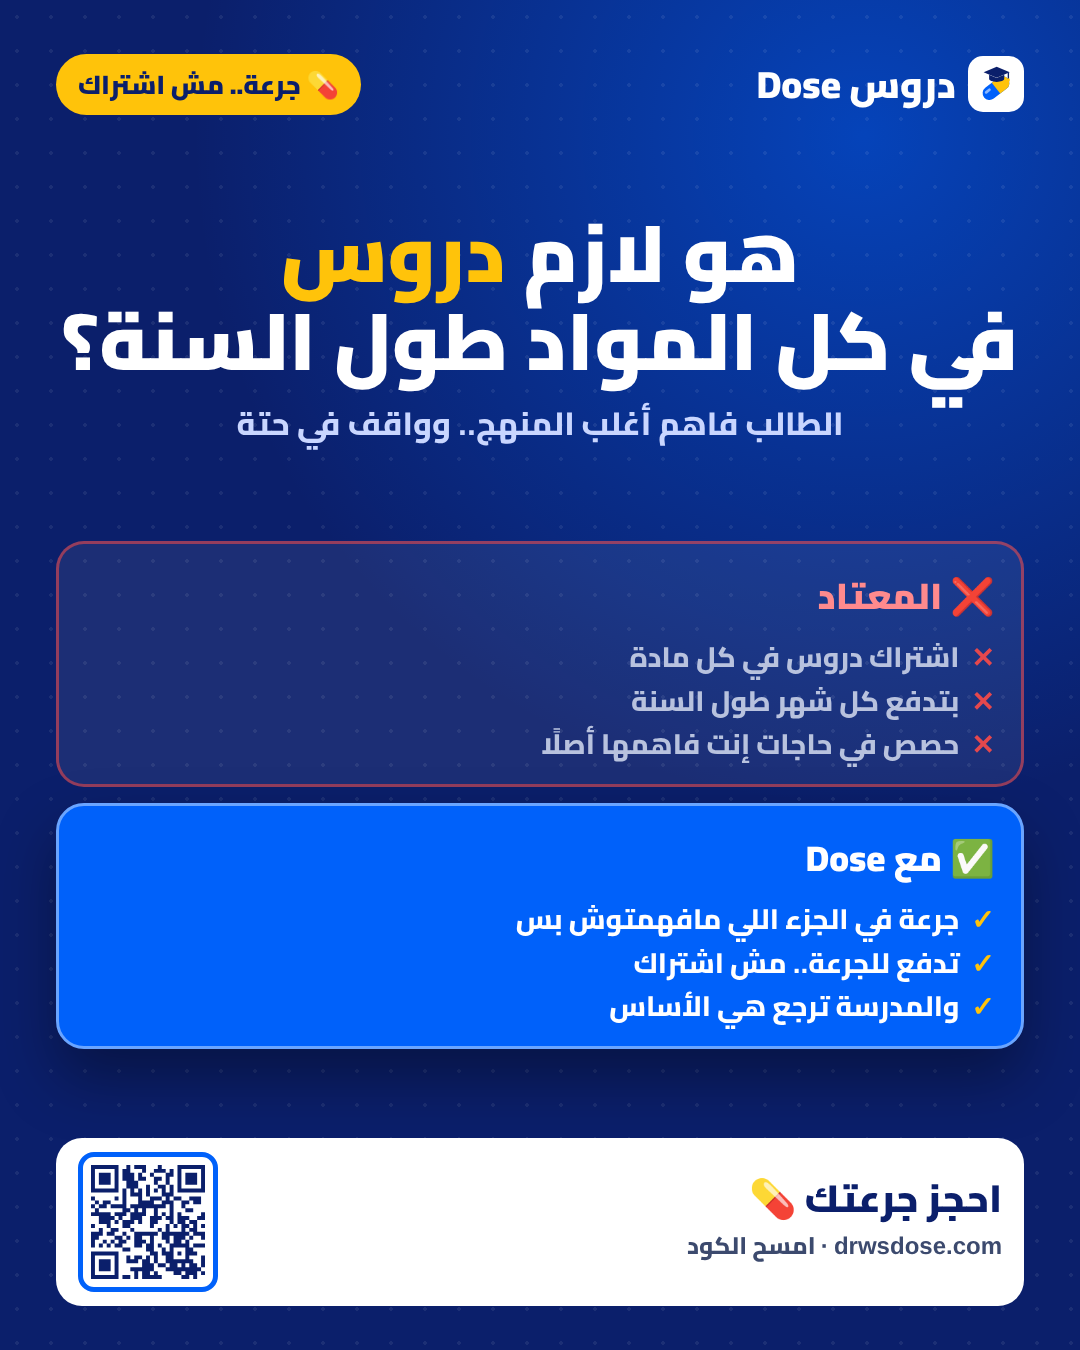 دروس Dose
💊 جرعة.. مش اشتراك
هو لازم دروس
في كل المواد طول السنة؟
الطالب فاهم أغلب المنهج.. وواقف في حتة
❌ المعتاد
✕ اشتراك دروس في كل مادة
✕ بتدفع كل شهر طول السنة
✕ حصص في حاجات إنت فاهمها أصلًا
✅ مع Dose
✓ جرعة في الجزء اللي مافهمتوش بس
✓ تدفع للجرعة.. مش اشتراك
✓ والمدرسة ترجع هي الأساس
احجز جرعتك 💊
drwsdose.com · امسح الكود